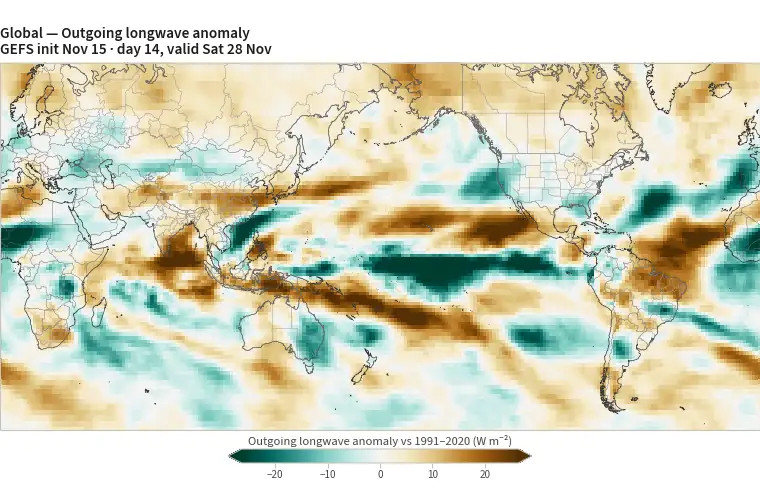 Global — Outgoing longwave anomaly
GEFS init Nov 15 · day 14, valid Sat 28 Nov
Outgoing longwave anomaly vs 1991–2020 (W m⁻²)
−20 −10 0 10 20